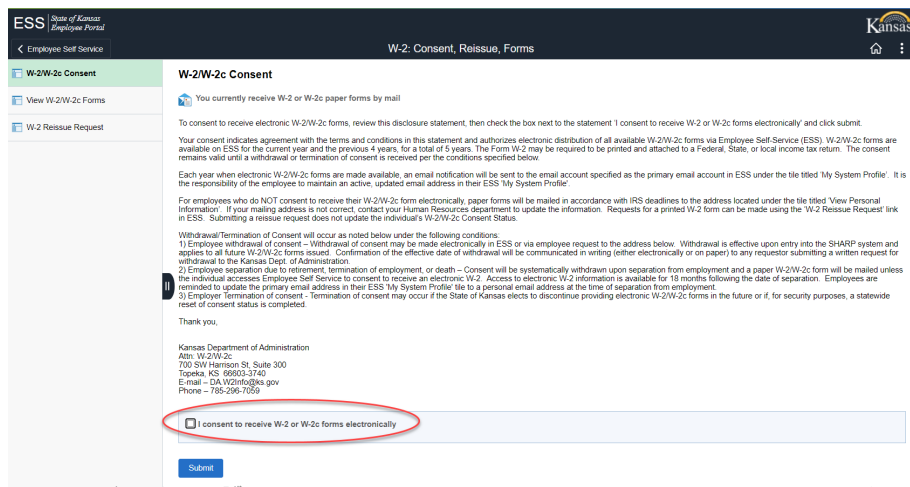 ESS State of Kansas
Employee Portal
Kansas
Employee Self Service
W-2: Consent, Reissue, Forms
W-2/W-2c Consent
View W-2/W-2c Forms
W-2 Reissue Request
W-2/W-2c Consent
You currently receive W-2 or W-2c paper forms by mail
To consent to receive electronic W-2/W-2c forms, review this disclosure statement, then check the box next to the statement 'I consent to receive W-2 or W-2c forms electronically' and click submit.
Your consent indicates agreement with the terms and conditions in this statement and authorizes electronic distribution of all available W-2/W-2c forms via Employee Self-Service (ESS). W-2/W-2c forms are
available on ESS for the current year and the previous 4 years, for a total of 5 years. The Form W-2 may be required to be printed and attached to a Federal, State, or local income tax return. The consent
remains valid until a withdrawal or termination of consent is received per the conditions specified below.
Each year when electronic W-2/W-2c forms are made available, an email notification will be sent to the email account specified as the primary email account in ESS under the tile titled 'My System Profile'. It is
the responsibility of the employee to maintain an active, updated email address in their ESS 'My System Profile'.
For employees who do NOT consent to receive their W-2/W-2c form electronically, paper forms will be mailed in accordance with IRS deadlines to the address located under the tile titled 'View Personal
Information'. If your mailing address is not correct, contact your Human Resources department to update the information. Requests for a printed W-2 form can be made using the 'W-2 Reissue Request' link
in ESS. Submitting a reissue request does not update the individual's W-2/W-2c Consent Status.
Withdrawal/Termination of Consent will occur as noted below under the following conditions:
1) Employee withdrawal of consent – Withdrawal of consent may be made electronically in ESS or via employee request to the address below. Withdrawal is effective upon entry into the SHARP system and
applies to all future W-2/W-2c forms issued. Confirmation of the effective date of withdrawal will be communicated in writing (either electronically or on paper) to any requestor submitting a written request for
withdrawal to the Kansas Dept. of Administration.
2) Employee separation due to retirement, termination of employment, or death – Consent will be systematically withdrawn upon separation from employment and a paper W-2/W-2c form will be mailed unless
the individual accesses Employee Self Service to consent to receive an electronic W-2. Access to electronic W-2 information is available for 18 months following the date of separation. Employees are
reminded to update the primary email address in their ESS 'My System Profile' tile to a personal email address at the time of separation from employment.
3) Employer Termination of consent - Termination of consent may occur if the State of Kansas elects to discontinue providing electronic W-2/W-2c forms in the future or if, for security purposes, a statewide
reset of consent status is completed.
Thank you,
Kansas Department of Administration
Attn: W-2/W-2c
700 SW Harrison St, Suite 300
Topeka, KS 66603-3740
E-mail – DA.W2Info@ks.gov
Phone – 785-296-7059
I consent to receive W-2 or W-2c forms electronically
Submit